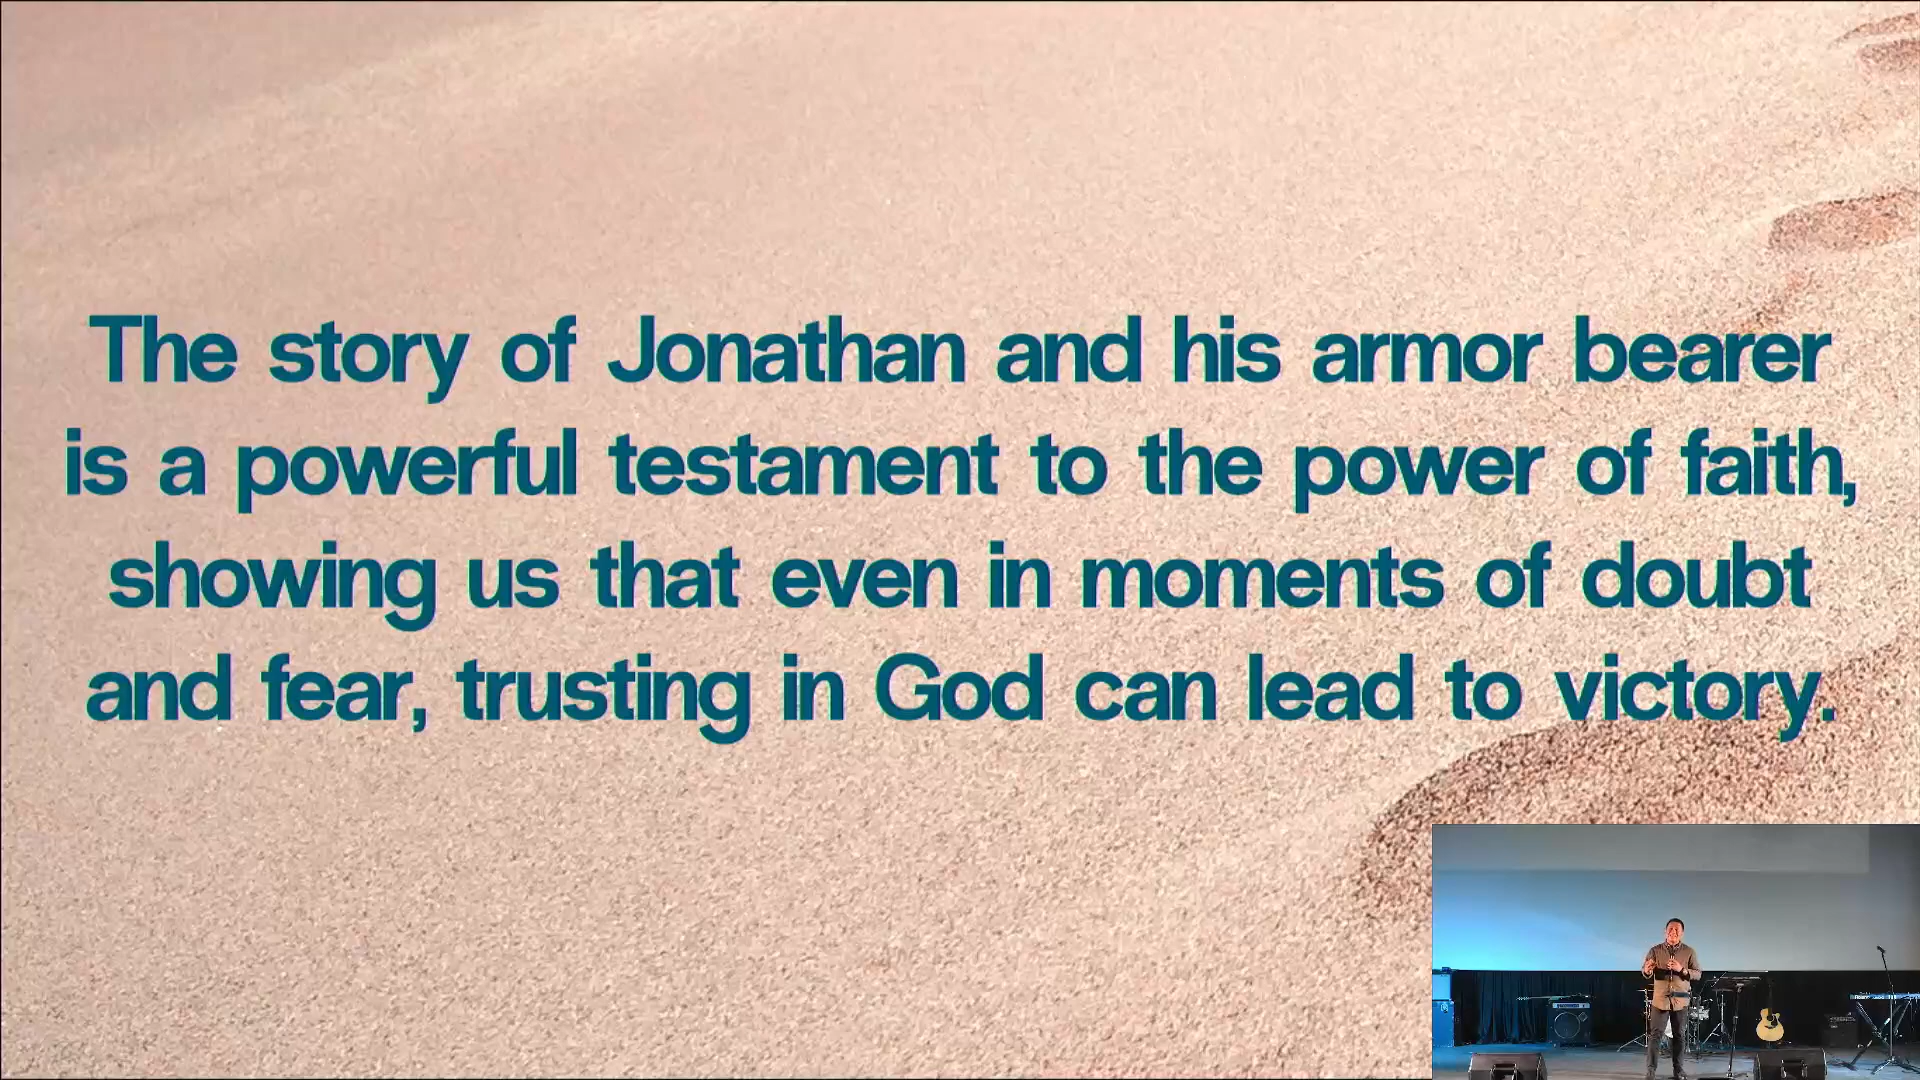 The story of Jonathan and his armor bearer
is a powerful testament to the power of faith,
showing us that even in moments of doubt
and fear, trusting in God can lead to victory.